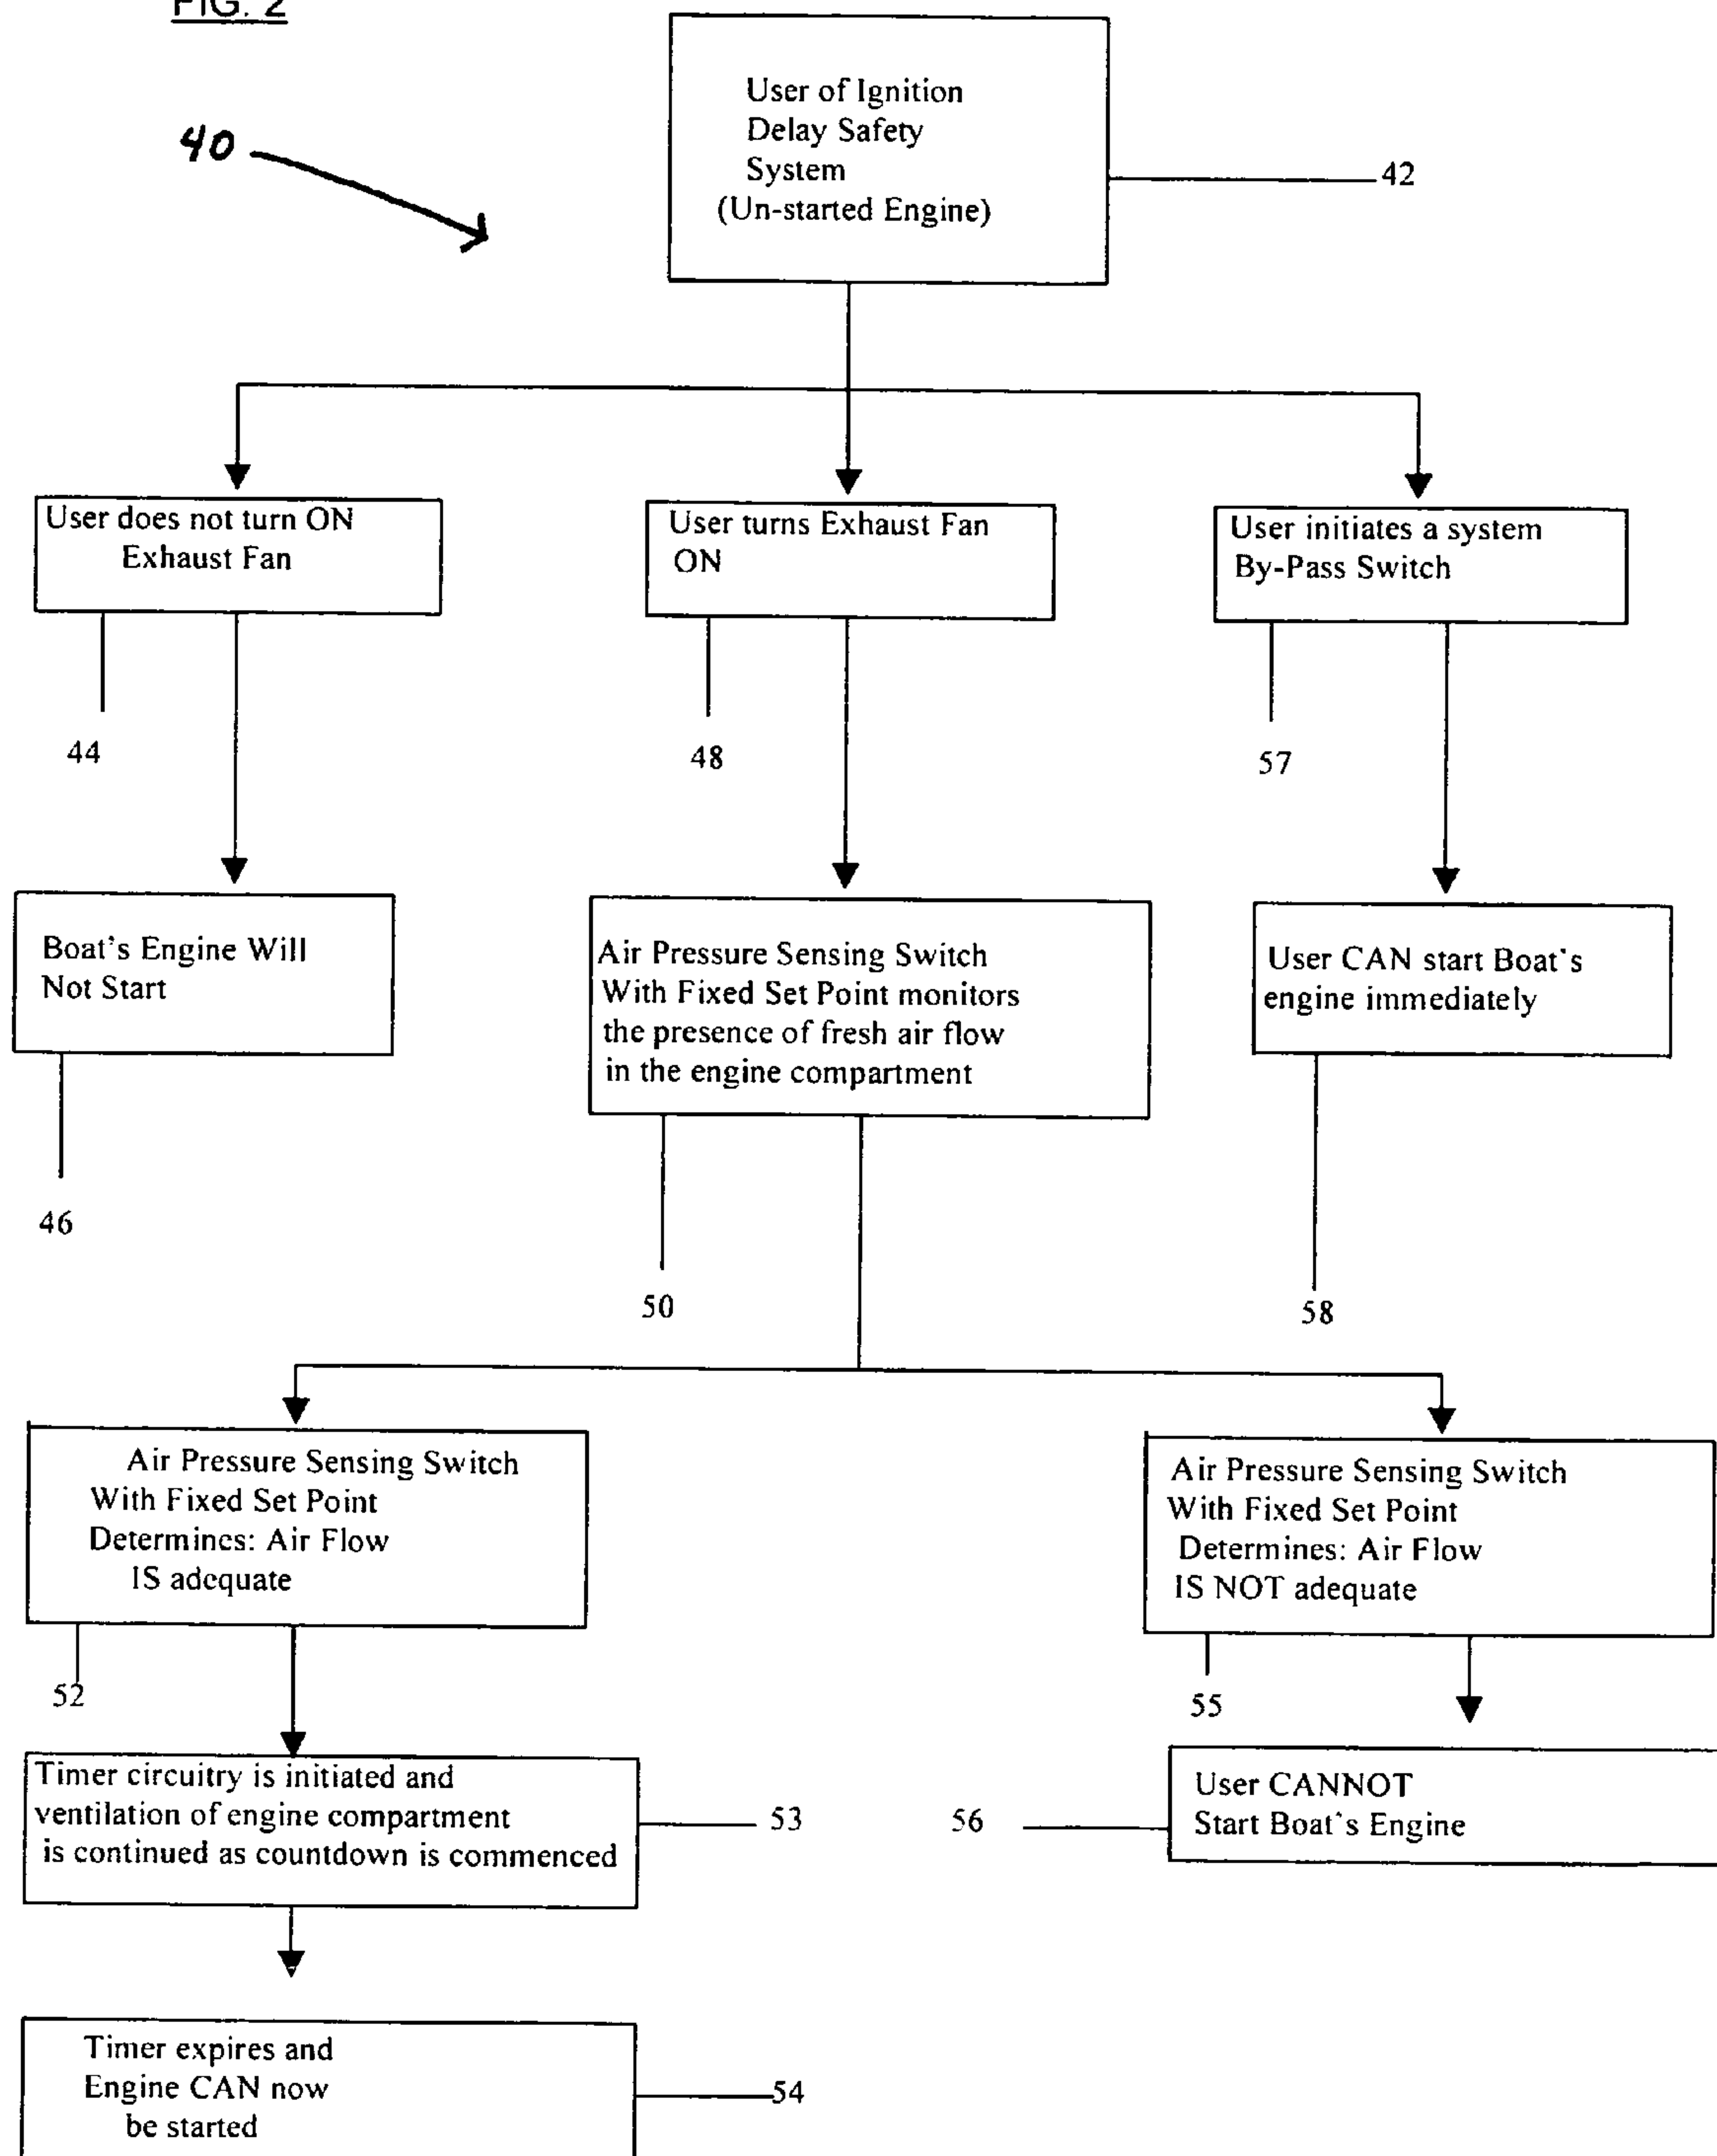 FIG. 2
40
User of Ignition
Delay Safety
System
(Un-started Engine)
42
User does not turn ON
Exhaust Fan
44
User turns Exhaust Fan
ON
48
User initiates a system
By-Pass Switch
57
Boat's Engine Will
Not Start
46
Air Pressure Sensing Switch
With Fixed Set Point monitors
the presence of fresh air flow
in the engine compartment
50
User CAN start Boat's
engine immediately
58
Air Pressure Sensing Switch
With Fixed Set Point
Determines: Air Flow
IS adequate
52
Air Pressure Sensing Switch
With Fixed Set Point
Determines: Air Flow
IS NOT adequate
55
Timer circuitry is initiated and
ventilation of engine compartment
is continued as countdown is commenced
53
56
User CANNOT
Start Boat's Engine
Timer expires and
Engine CAN now
be started
54